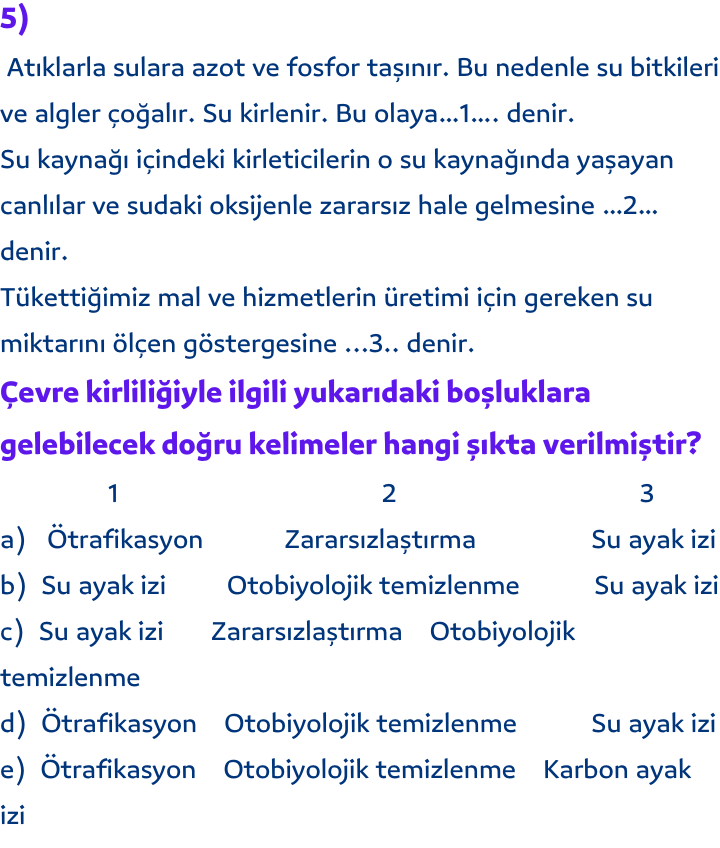 5)
Atıklarla sulara azot ve fosfor taşınır. Bu nedenle su bitkileri
ve algler çoğalır. Su kirlenir. Bu olaya...1.... denir.
Su kaynağı içindeki kirleticilerin o su kaynağında yaşayan
canlılar ve sudaki oksijenle zararsız hale gelmesine ...2...
denir.
Tükettiğimiz mal ve hizmetlerin üretimi için gereken su
miktarını ölçen göstergesine ...3.. denir.
Çevre kirliliğiyle ilgili yukarıdaki boşluklara
gelebilecek doğru kelimeler hangi şıkta verilmiştir?
1 2 3
a) Ötrafikasyon Zararsızlaştırma Su ayak izi
b) Su ayak izi Otobiyolojik temizlenme Su ayak izi
c) Su ayak izi Zararsızlaştırma Otobiyolojik
temizlenme
d) Ötrafikasyon Otobiyolojik temizlenme Su ayak izi
e) Ötrafikasyon Otobiyolojik temizlenme Karbon ayak
izi